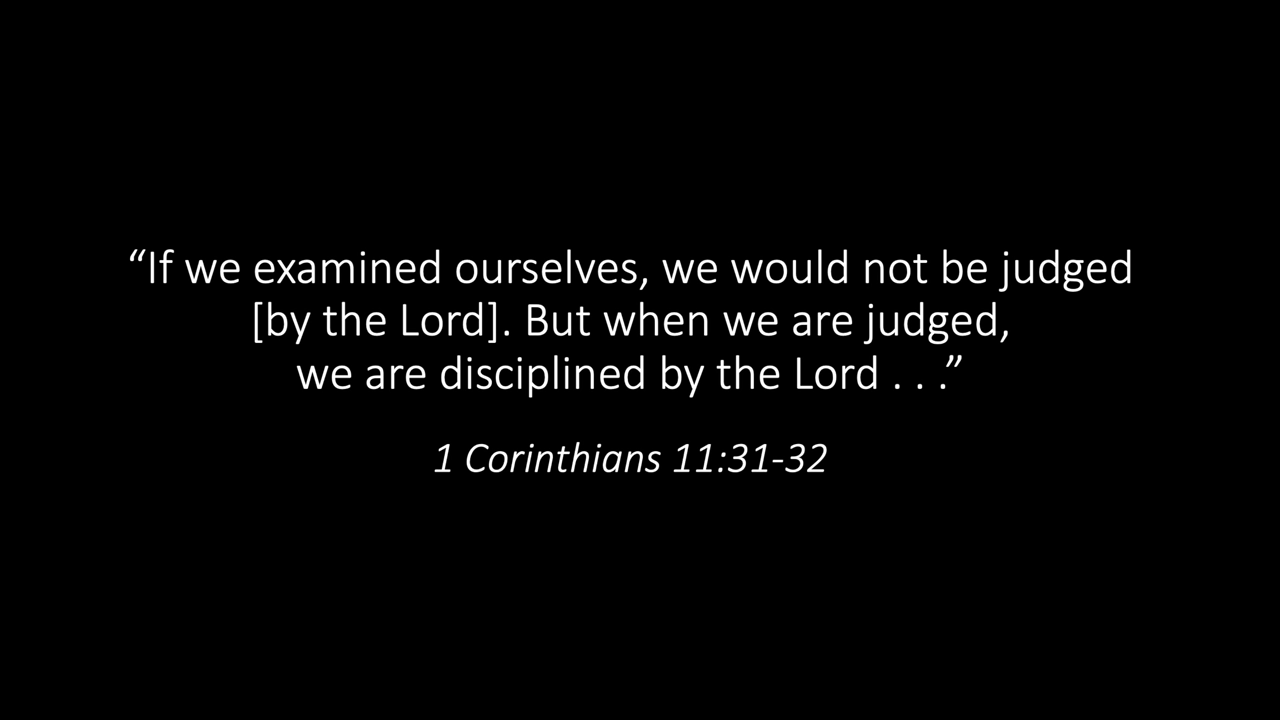 “If we examined ourselves, we would not be judged
[by the Lord]. But when we are judged,
we are disciplined by the Lord . . .”
1 Corinthians 11:31-32